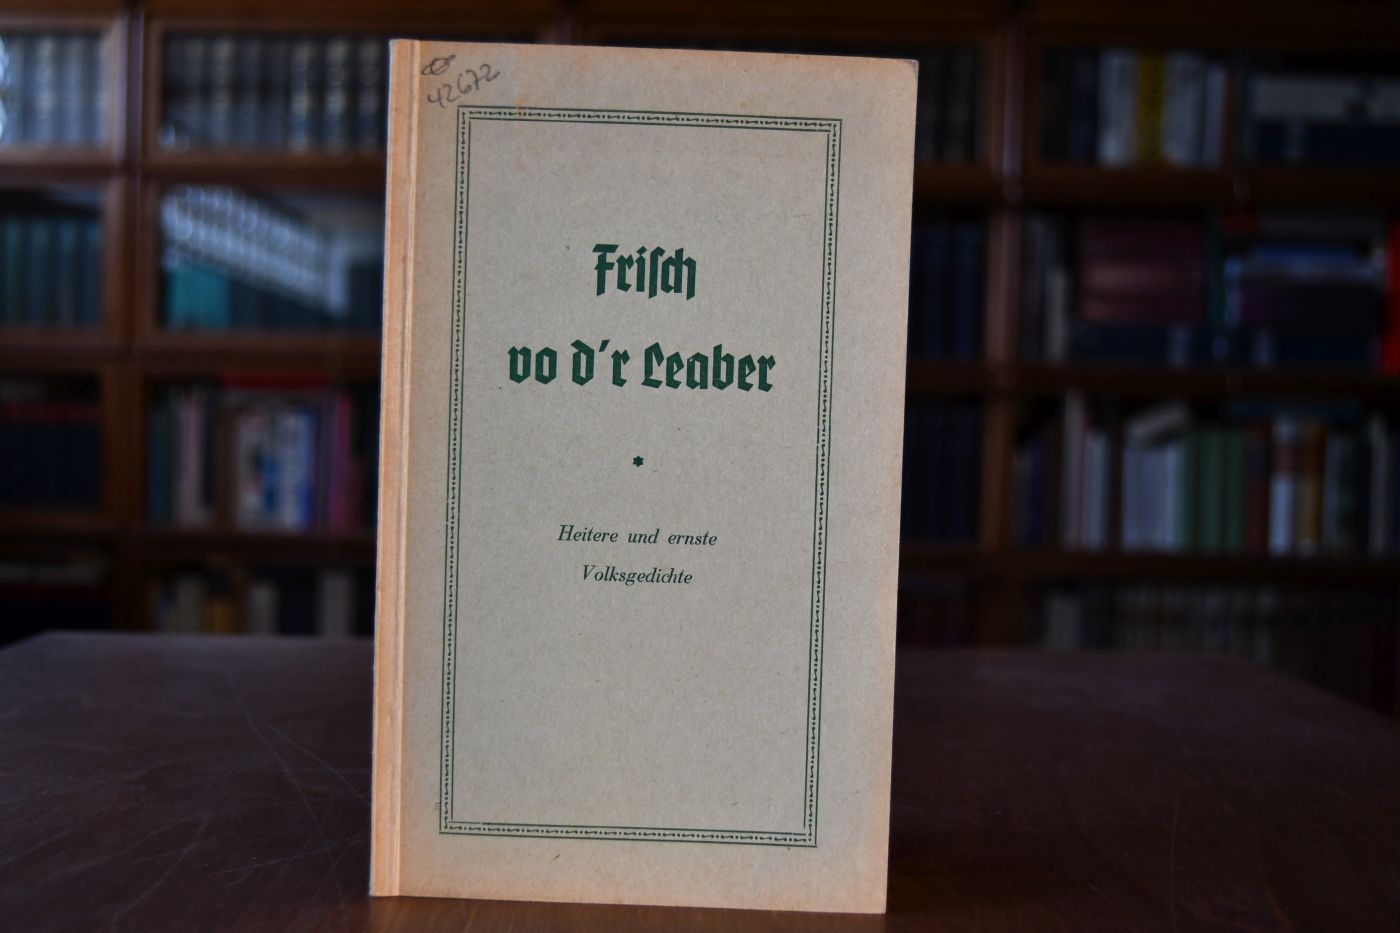 42672
Friſch
vo d'r Leaber
Heitere und ernste
Volksgedichte